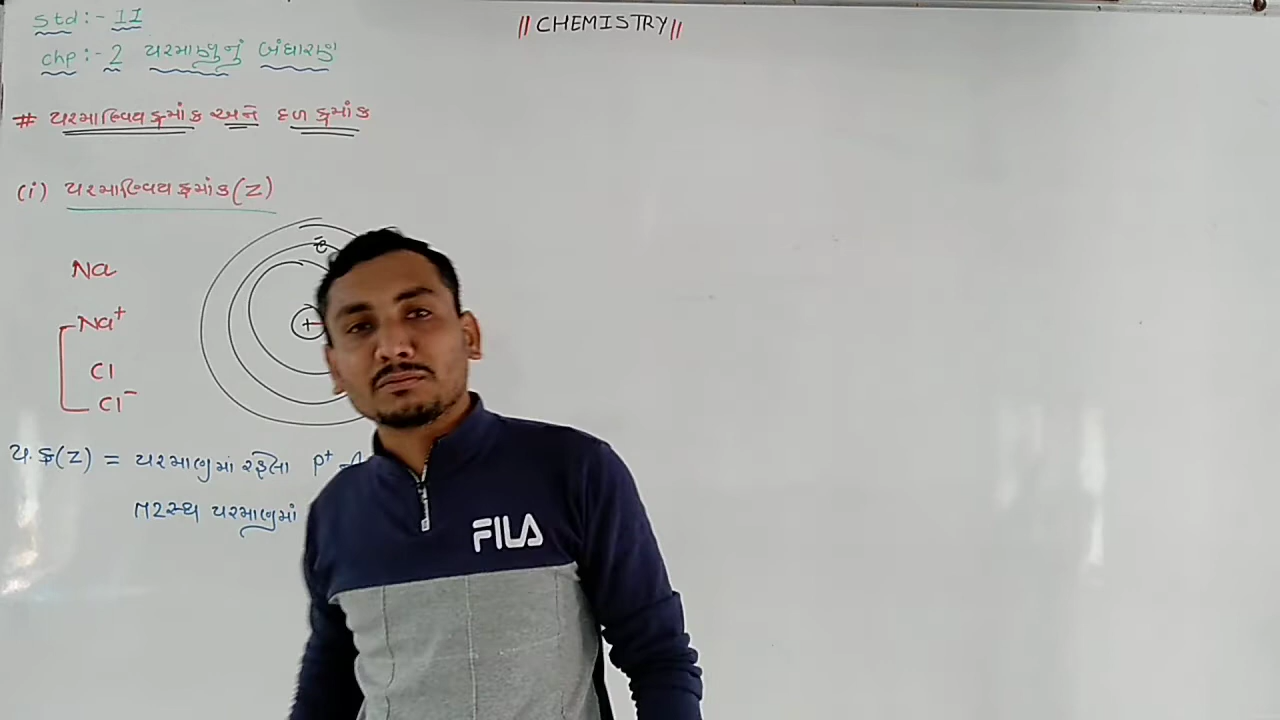 std:- 11
|| CHEMISTRY ||
chp:- 2 પરમાણુનું બંધારણ
# પરમાણ્વિય ક્રમાંક અને દળ ક્રમાંક
(i) પરમાણ્વિય ક્રમાંક (Z)
ē
Na
+
Na⁺
Cl
Cl⁻
પ.ક્ર(Z) = પરમાણુમાં રહેલા P⁺ ની
તટસ્થ પરમાણુમાં
FILA